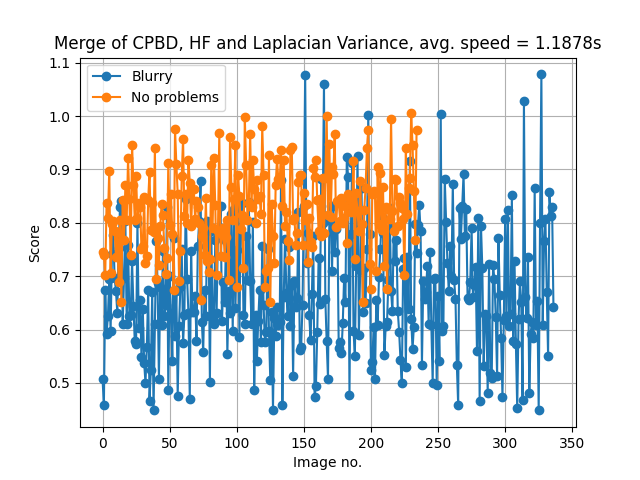 Merge of CPBD, HF and Laplacian Variance, avg. speed = 1.1878s
Blurry
No problems
1.1
1.0
0.9
0.8
0.7
0.6
0.5
Score
0 50 100 150 200 250 300 350
Image no.